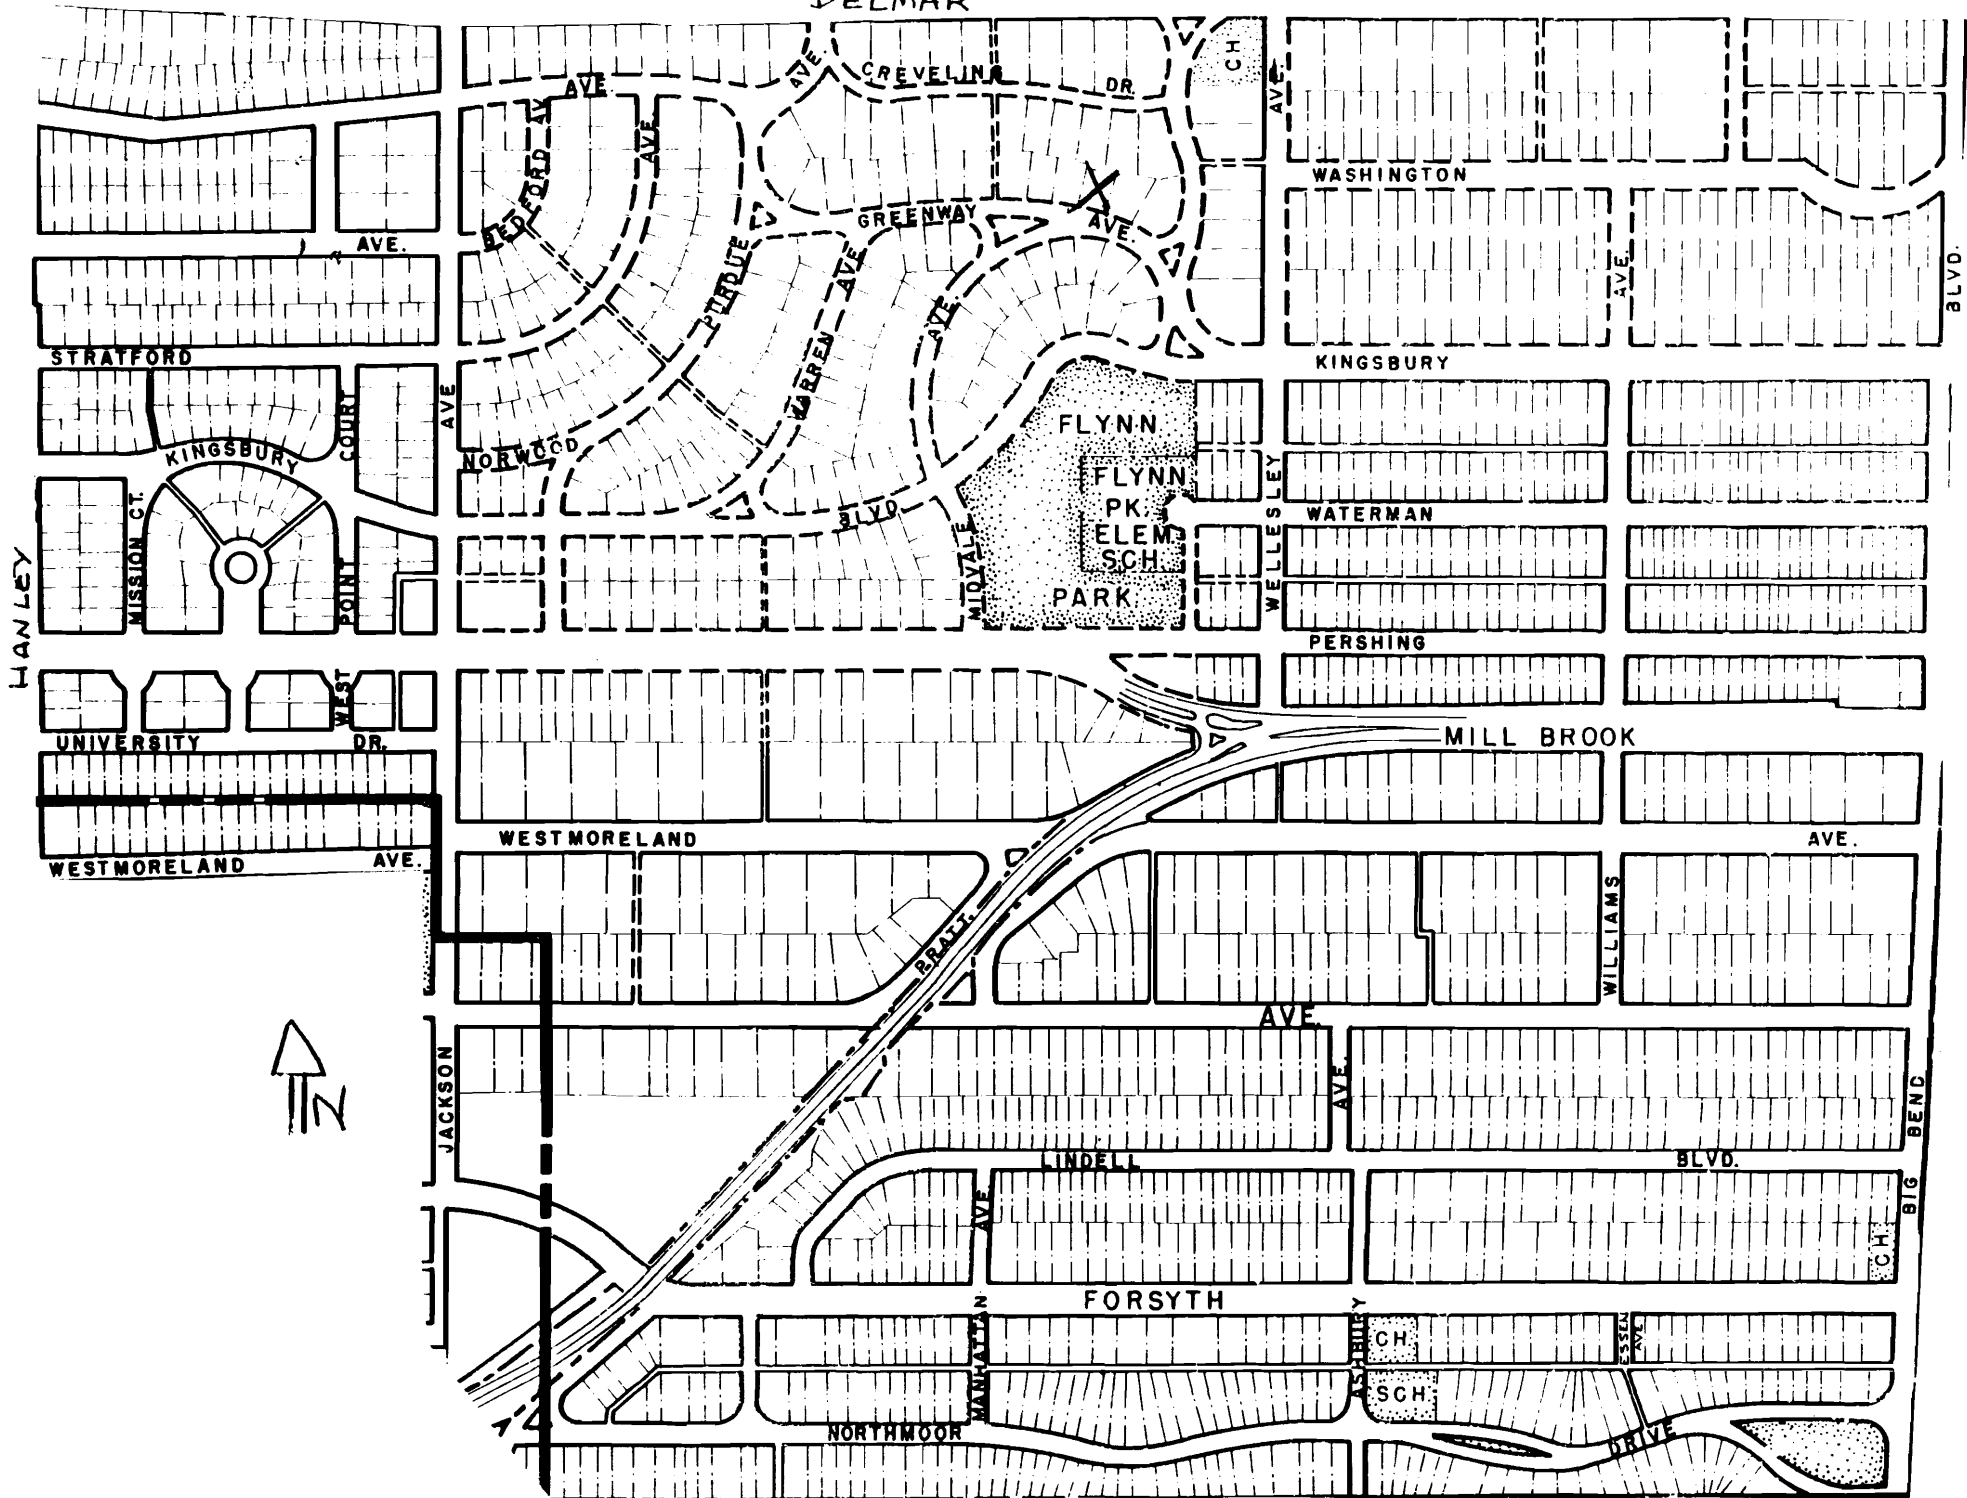 DELMAR
CREVELING
DR.
AVE.
AVE.
CH
AVE.
BEDFORD AV.
AVE.
WASHINGTON
GREENWAY
AVE.
AVE.
PURDUE
AVE.
WARREN
AVE.
AVE.
BLVD.
STRATFORD
KINGSBURY
COURT
AVE
KINGSBURY
NORWOOD
FLYNN
FLYNN
PK.
ELEM.
SCH.
PARK
BLVD.
MIDVALE
WELLESLEY
WATERMAN
PERSHING
HANLEY
MISSION CT.
POINT
WEST
UNIVERSITY
DR.
MILL BROOK
WESTMORELAND
AVE.
WESTMORELAND
AVE.
PRATT.
WILLIAMS
AVE.
N
JACKSON
AVE.
BEND
LINDELL
BLVD.
BIG
AVE.
CH
FORSYTH
MANHATTAN
ASHBURY
CH
ESSEN
AVE
SCH
NORTHMOOR
DRIVE